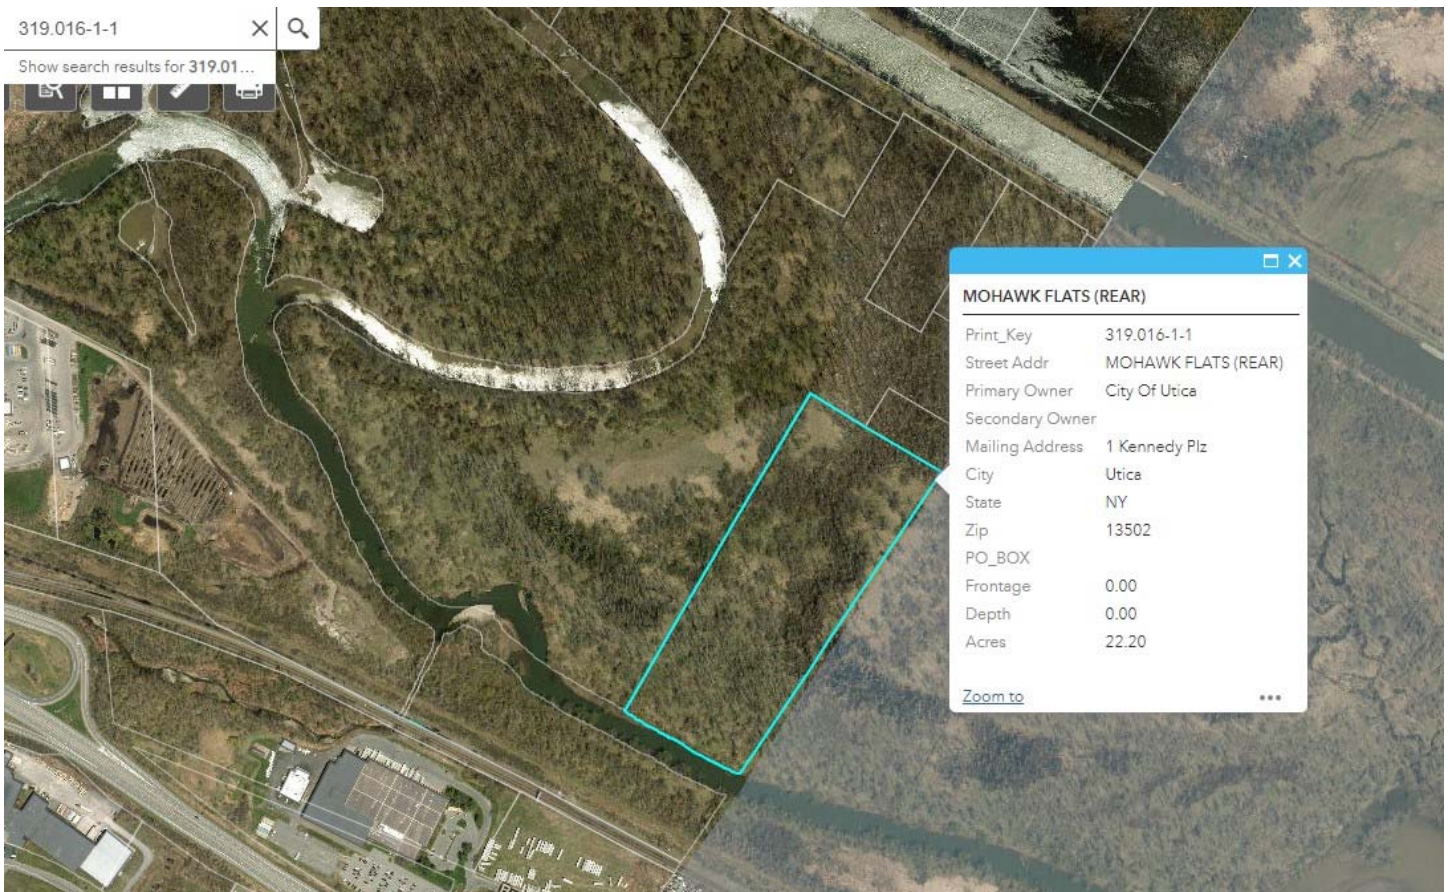 319.016-1-1
Show search results for 319.01...
MOHAWK FLATS (REAR)
Print_Key 319.016-1-1
Street Addr MOHAWK FLATS (REAR)
Primary Owner City Of Utica
Secondary Owner
Mailing Address 1 Kennedy Plz
City Utica
State NY
Zip 13502
PO_BOX
Frontage 0.00
Depth 0.00
Acres 22.20
Zoom to